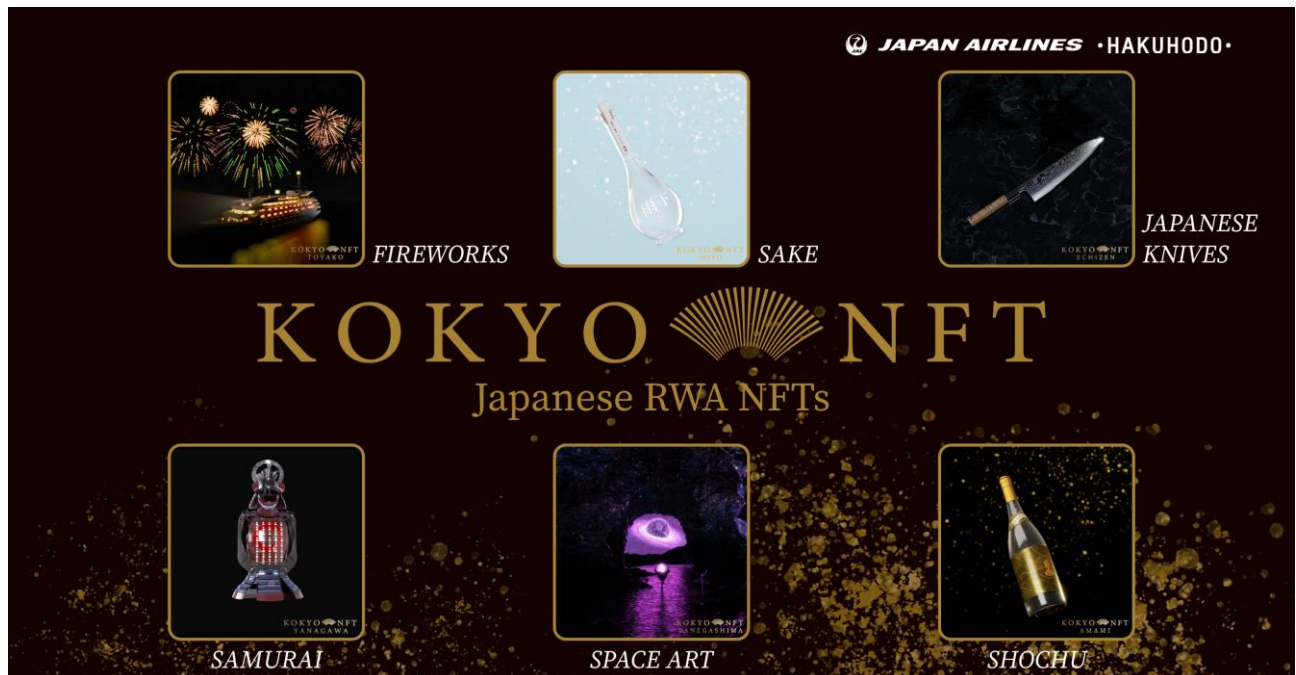 JAPAN AIRLINES ·HAKUHODO·
KOKYO NFT
TOYAKO
FIREWORKS
KOKYO NFT
SAKE
KOKYO NFT
ECHIZEN
JAPANESE
KNIVES
KOKYO NFT
Japanese RWA NFTs
KOKYO NFT
YANAGAWA
SAMURAI
KOKYO NFT
TANEGASHIMA
SPACE ART
KOKYO NFT
AMAMI
SHOCHU